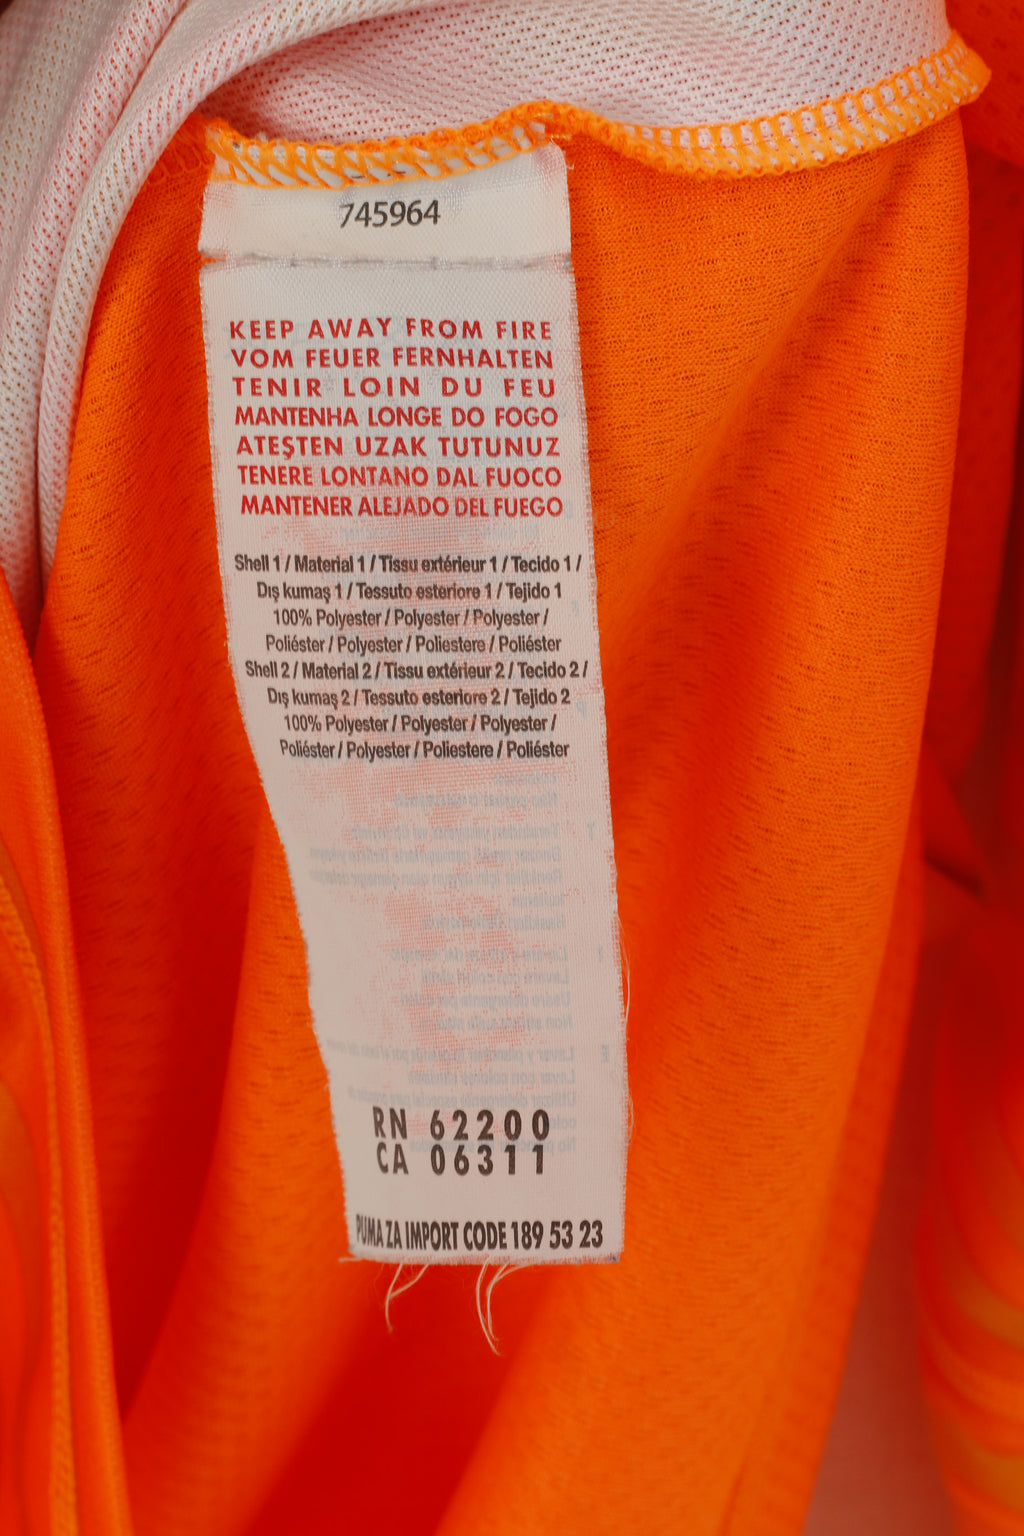 745964
KEEP AWAY FROM FIRE
VOM FEUER FERNHALTEN
TENIR LOIN DU FEU
MANTENHA LONGE DO FOGO
ATEŞTEN UZAK TUTUNUZ
TENERE LONTANO DAL FUOCO
MANTENER ALEJADO DEL FUEGO
Shell 1 / Material 1 / Tissu extérieur 1 / Tecido 1 /
Dış kumaş 1 / Tessuto esteriore 1 / Tejido 1
100% Polyester / Polyester / Polyester /
Poliéster / Polyester / Poliestere / Poliéster
Shell 2 / Material 2 / Tissu extérieur 2 / Tecido 2 /
Dış kumaş 2 / Tessuto esteriore 2 / Tejido 2
100% Polyester / Polyester / Polyester /
Poliéster / Polyester / Poliestere / Poliéster
RN 62200
CA 06311
PUMA ZA IMPORT CODE 189 53 23